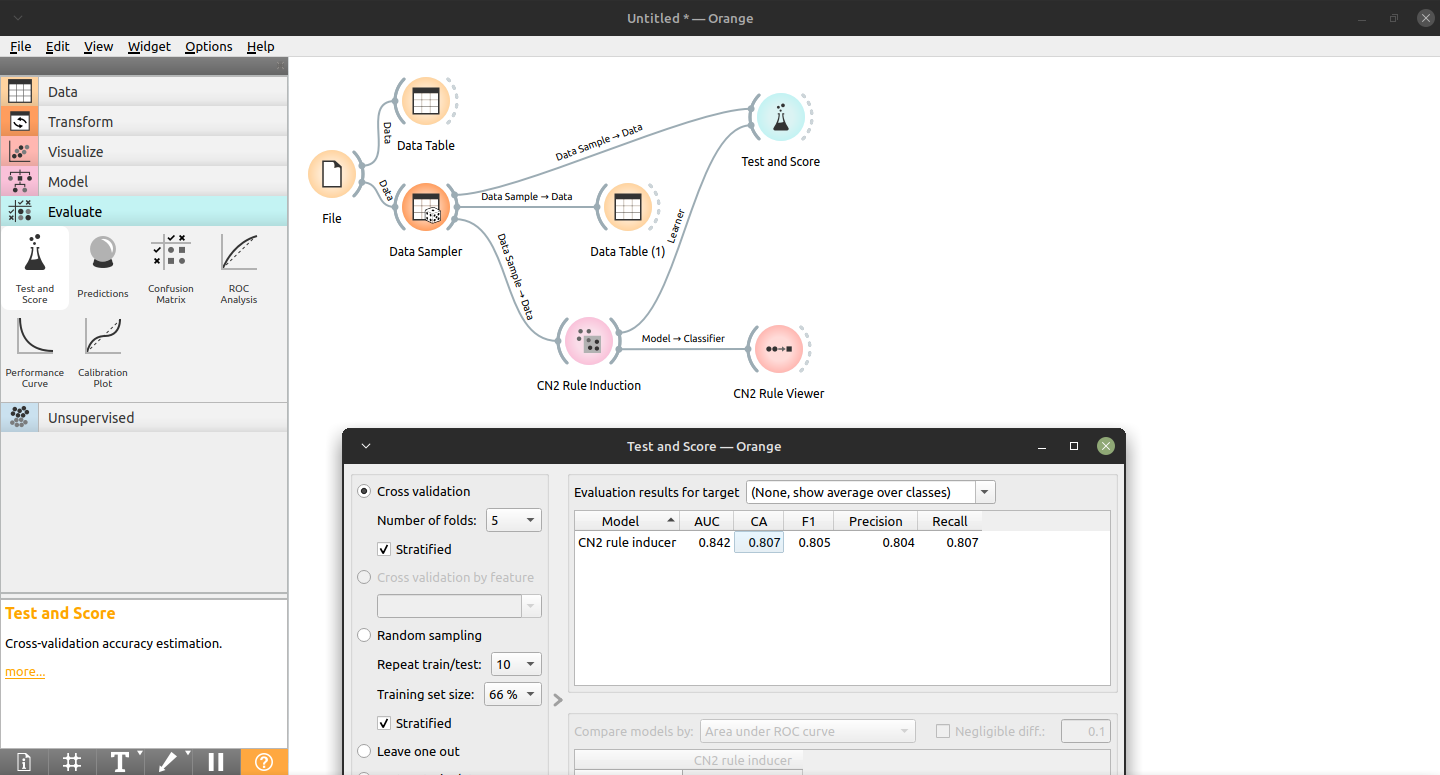 Untitled * — Orange
File Edit View Widget Options Help
Data
Transform
Visualize
Model
Evaluate
Test and Score
Predictions
Confusion Matrix
ROC Analysis
Performance Curve
Calibration Plot
Unsupervised
Test and Score
Cross-validation accuracy estimation.
more...
File
Data
Data Table
Data
Data Sampler
Data Sample → Data
Test and Score
Data Sample → Data
Data Table (1)
Data Sample → Data
Learner
CN2 Rule Induction
Model → Classifier
CN2 Rule Viewer
Test and Score — Orange
Cross validation
Number of folds: 5
Stratified
Cross validation by feature
Random sampling
Repeat train/test: 10
Training set size: 66 %
Stratified
Leave one out
Evaluation results for target (None, show average over classes)
Model AUC CA F1 Precision Recall
CN2 rule inducer 0.842 0.807 0.805 0.804 0.807
Compare models by: Area under ROC curve Negligible diff.: 0.1
CN2 rule inducer